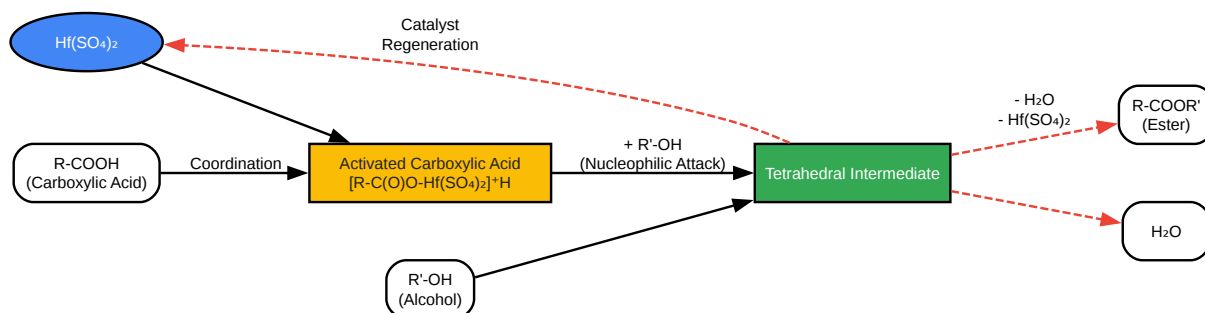 Hf(SO₄)₂
Catalyst
Regeneration
R-COOH
(Carboxylic Acid)
Coordination
Activated Carboxylic Acid
[R-C(O)O-Hf(SO₄)₂]⁺H
+ R'-OH
(Nucleophilic Attack)
Tetrahedral Intermediate
- H₂O
- Hf(SO₄)₂
R-COOR'
(Ester)
H₂O
R'-OH
(Alcohol)